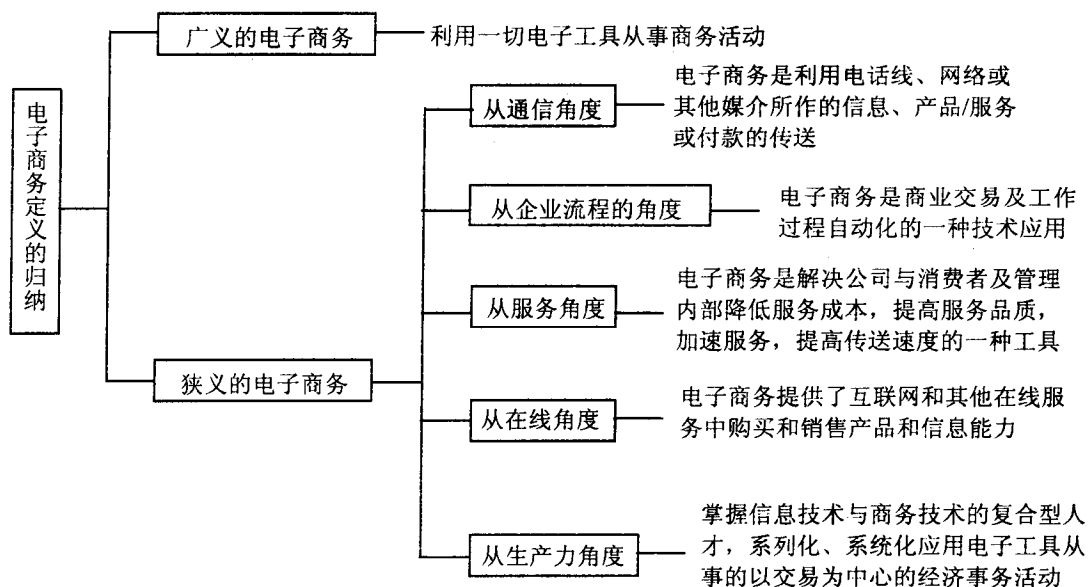 电子商务定义的归纳
广义的电子商务
利用一切电子工具从事商务活动
狭义的电子商务
从通信角度
电子商务是利用电话线、网络或
其他媒介所作的信息、产品/服务
或付款的传送
从企业流程的角度
电子商务是商业交易及工作
过程自动化的一种技术应用
从服务角度
电子商务是解决公司与消费者及管理
内部降低服务成本，提高服务品质，
加速服务，提高传送速度的一种工具
从在线角度
电子商务提供了互联网和其他在线服
务中购买和销售产品和信息能力
从生产力角度
掌握信息技术与商务技术的复合型人
才，系列化、系统化应用电子工具从
事的以交易为中心的经济事务活动